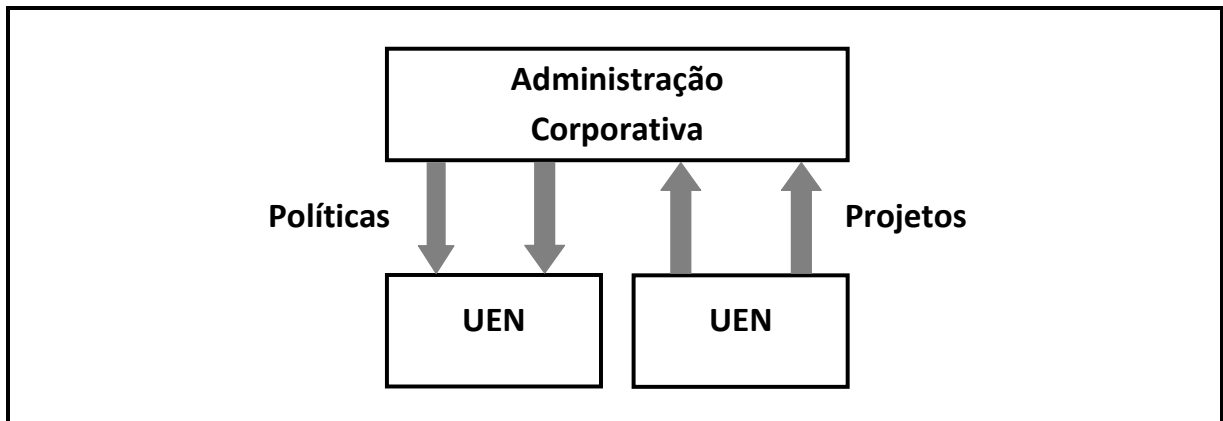 Administração
Corporativa
Políticas
Projetos
UEN
UEN